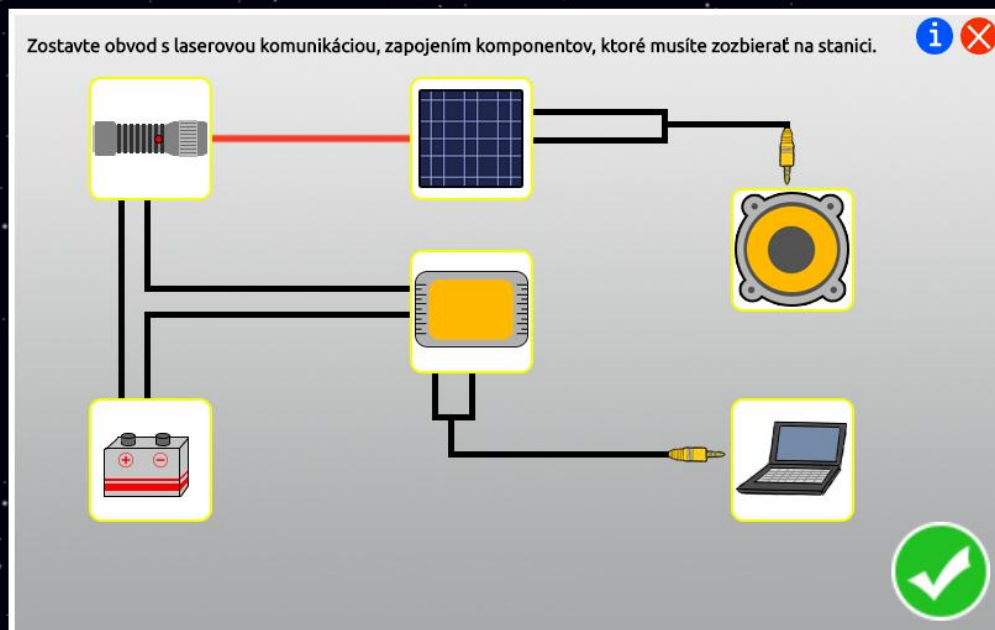 Zostavte obvod s laserovou komunikáciou, zapojením komponentov, ktoré musíte zozbierať na stanici.
i
+ −